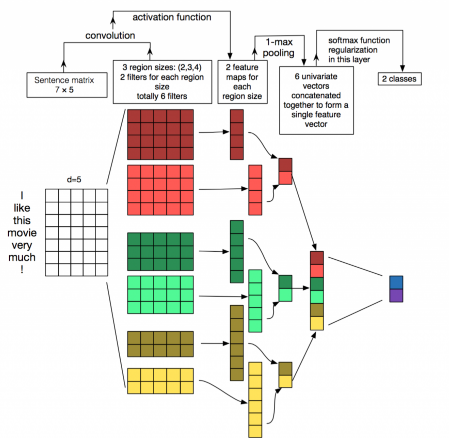 activation function
convolution
1-max
pooling
softmax function
regularization
in this layer
Sentence matrix
7 × 5
3 region sizes: (2,3,4)
2 filters for each region
size
totally 6 filters
2 feature
maps for
each
region size
6 univariate
vectors
concatenated
together to form a
single feature
vector
2 classes
d=5
I
like
this
movie
very
much
!